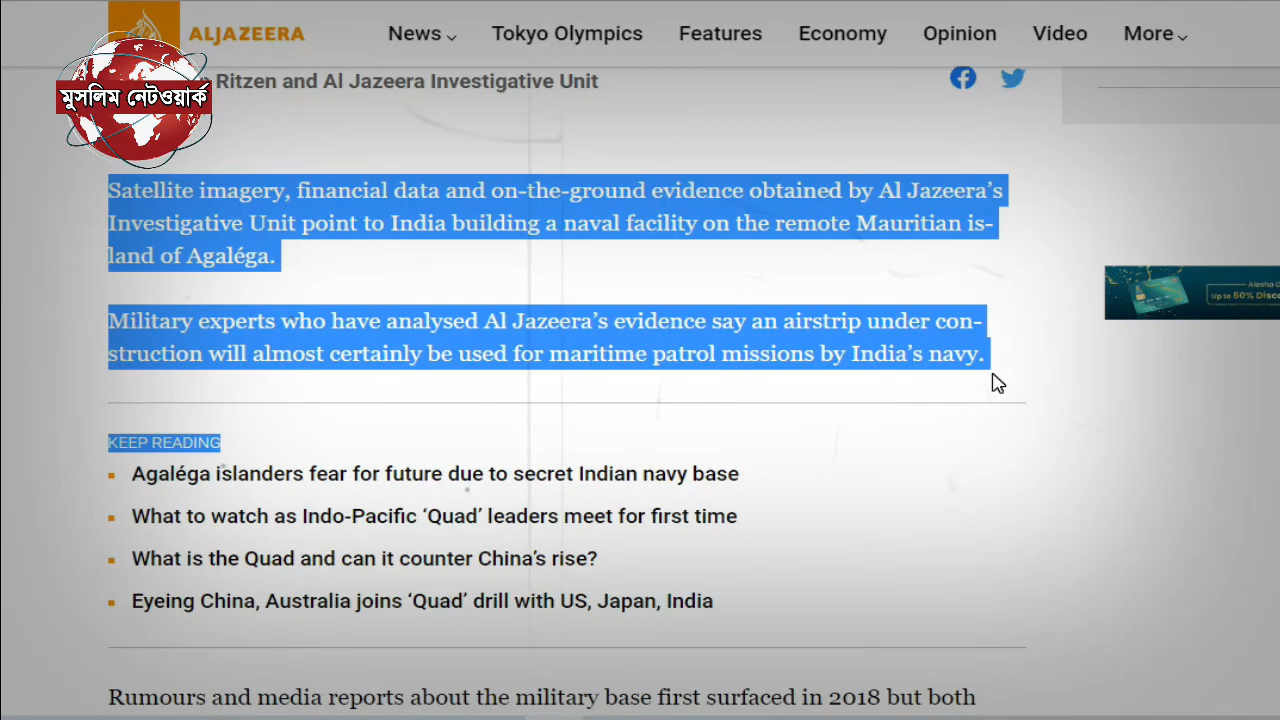 ALJAZEERA
News
Tokyo Olympics
Features
Economy
Opinion
Video
More
মুসলিম নেটওয়ার্ক
Ritzen and Al Jazeera Investigative Unit
Satellite imagery, financial data and on-the-ground evidence obtained by Al Jazeera’s
Investigative Unit point to India building a naval facility on the remote Mauritian is-
land of Agaléga.
Military experts who have analysed Al Jazeera’s evidence say an airstrip under con-
struction will almost certainly be used for maritime patrol missions by India’s navy.
Alesha
Up to 50%
KEEP READING
Agaléga islanders fear for future due to secret Indian navy base
What to watch as Indo-Pacific ‘Quad’ leaders meet for first time
What is the Quad and can it counter China’s rise?
Eyeing China, Australia joins ‘Quad’ drill with US, Japan, India
Rumours and media reports about the military base first surfaced in 2018 but both